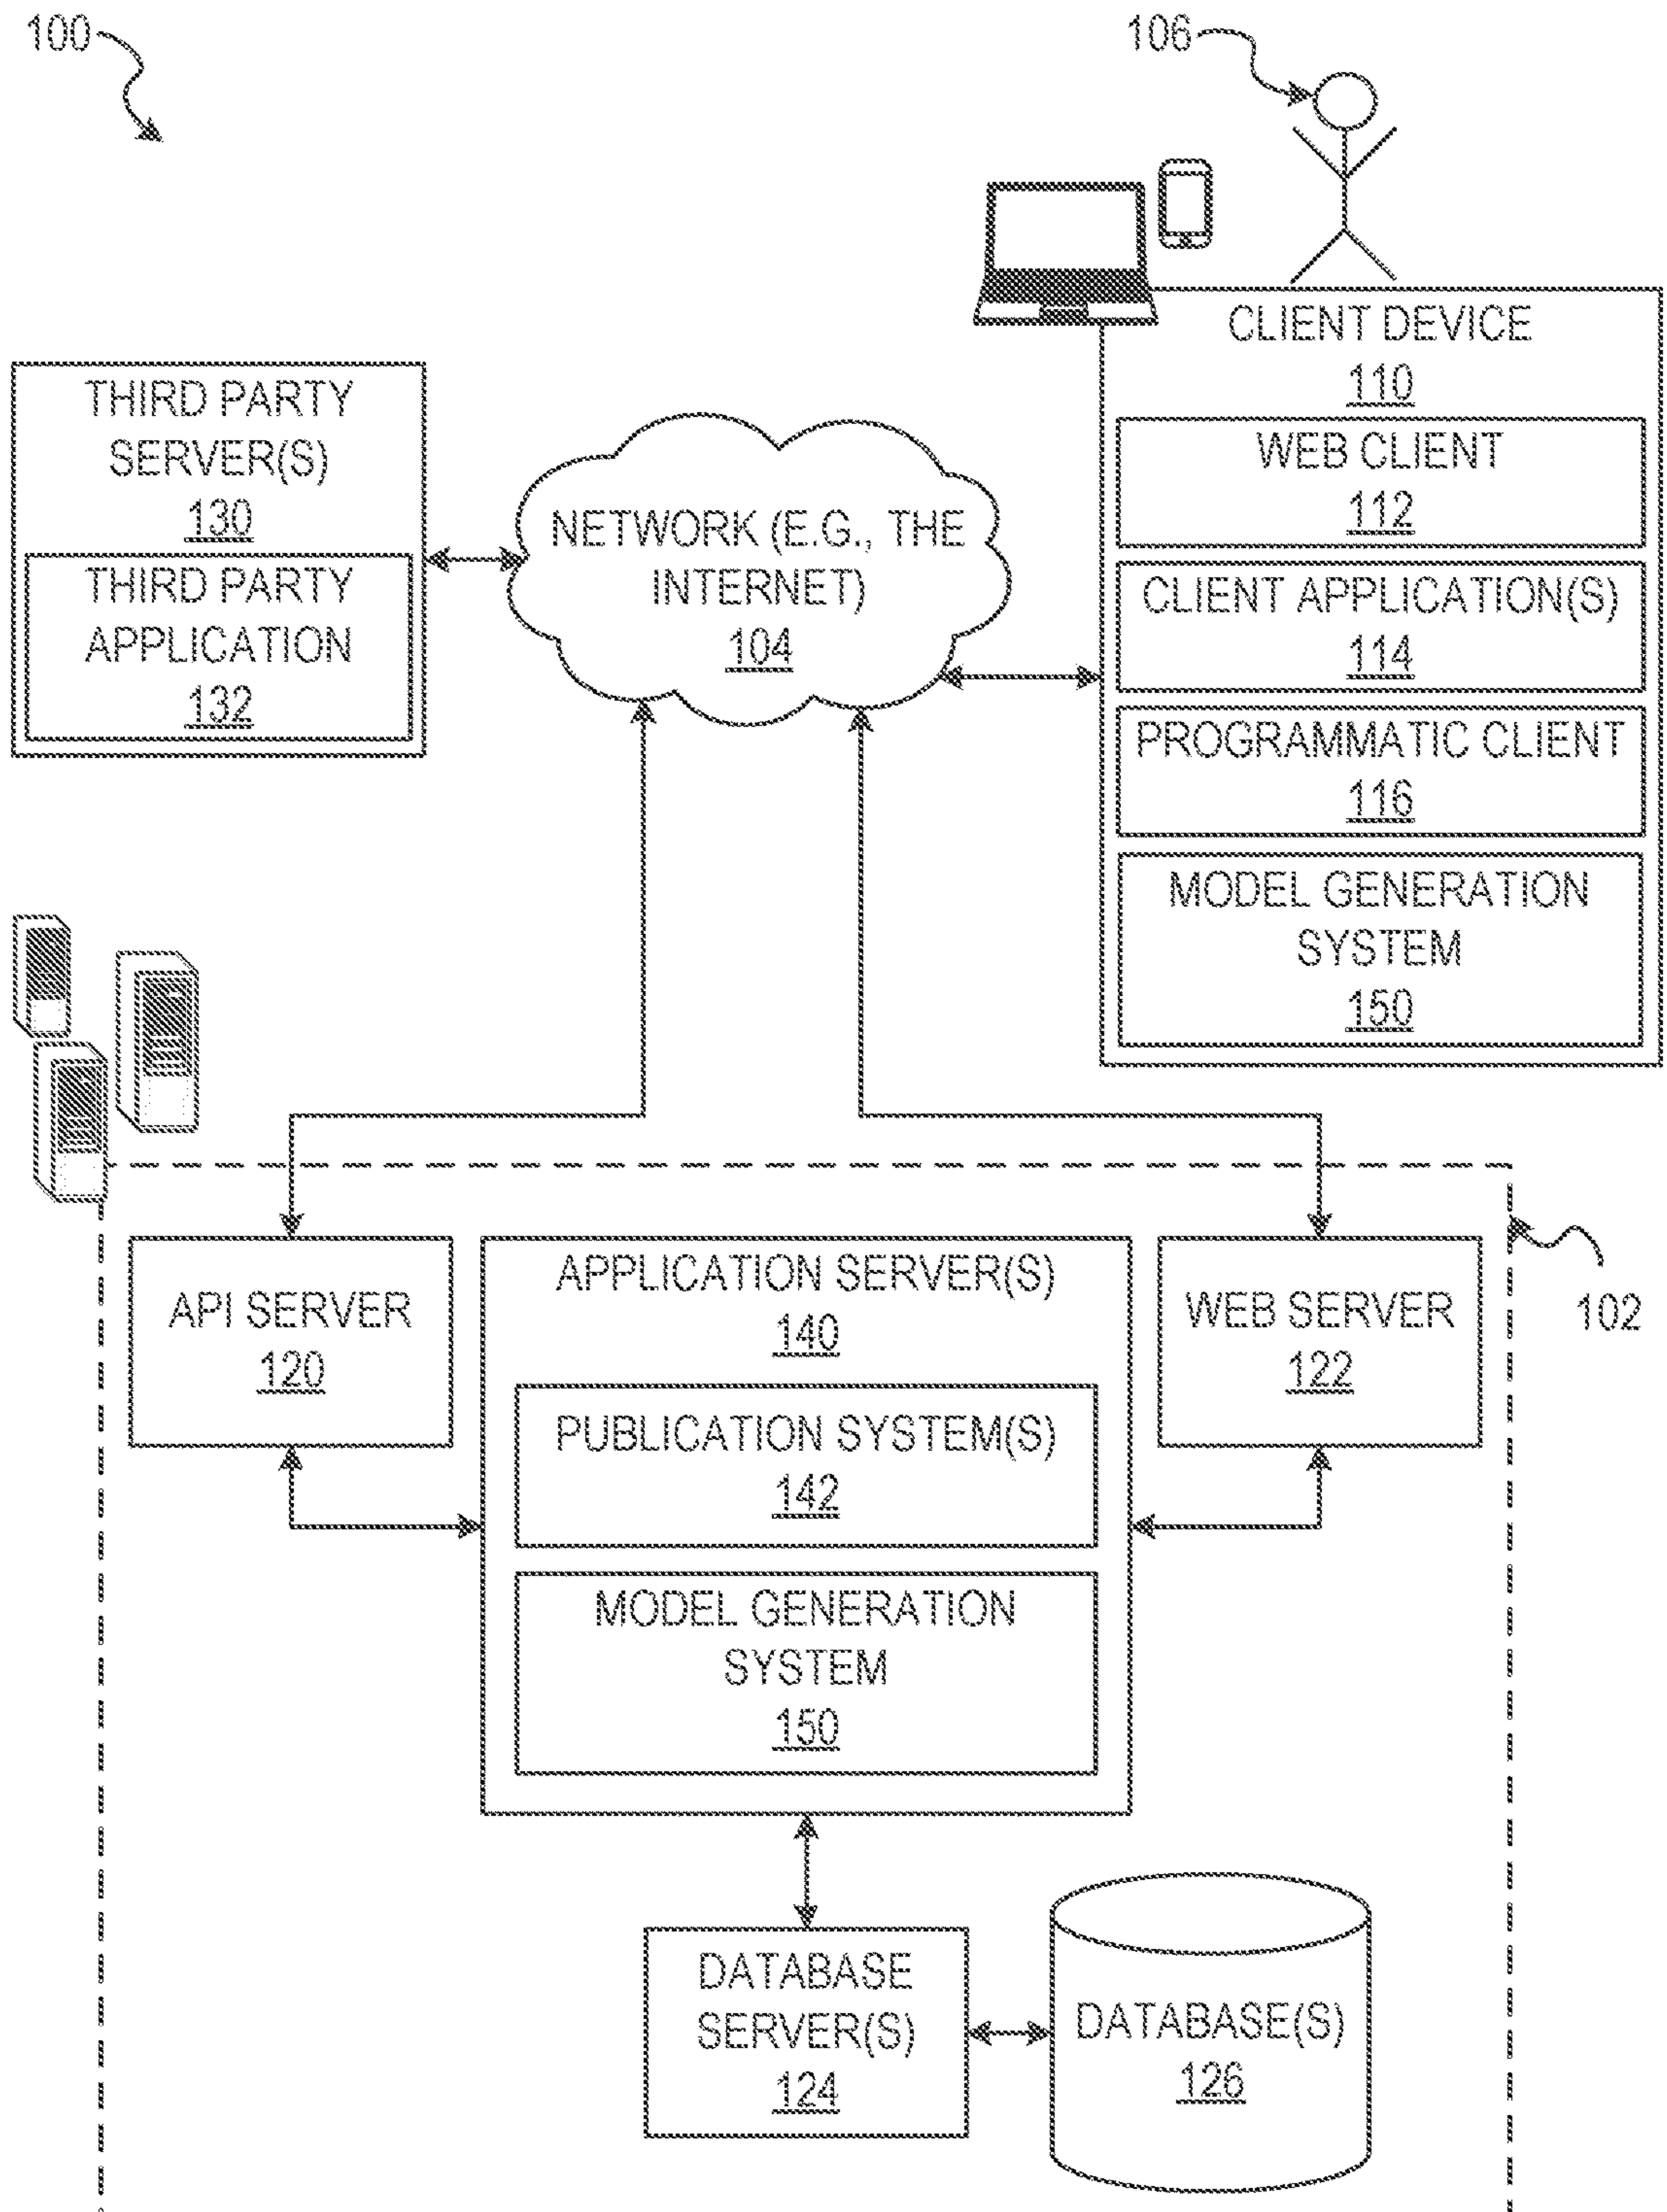 100
106
CLIENT DEVICE
110
WEB CLIENT
112
CLIENT APPLICATION(S)
114
PROGRAMMATIC CLIENT
116
MODEL GENERATION
SYSTEM
150
THIRD PARTY
SERVER(S)
130
THIRD PARTY
APPLICATION
132
NETWORK (E.G., THE
INTERNET)
104
102
API SERVER
120
APPLICATION SERVER(S)
140
PUBLICATION SYSTEM(S)
142
MODEL GENERATION
SYSTEM
150
WEB SERVER
122
DATABASE
SERVER(S)
124
DATABASE(S)
126